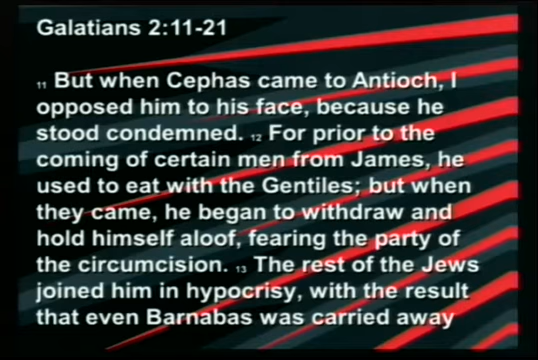 Galatians 2:11-21
11 But when Cephas came to Antioch, I
opposed him to his face, because he
stood condemned. 12 For prior to the
coming of certain men from James, he
used to eat with the Gentiles; but when
they came, he began to withdraw and
hold himself aloof, fearing the party of
the circumcision. 13 The rest of the Jews
joined him in hypocrisy, with the result
that even Barnabas was carried away